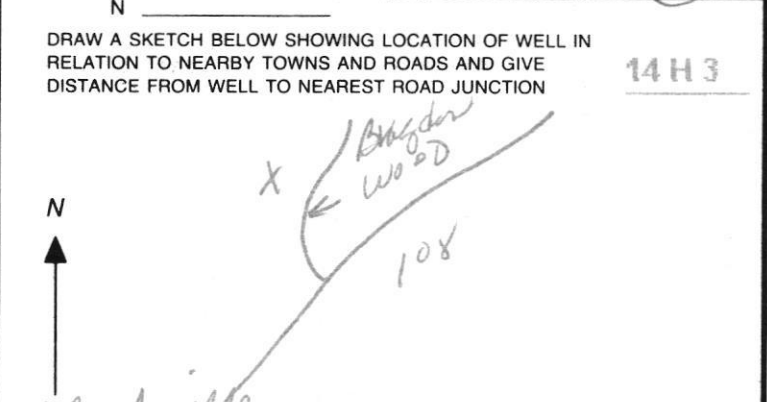 N
DRAW A SKETCH BELOW SHOWING LOCATION OF WELL IN
RELATION TO NEARBY TOWNS AND ROADS AND GIVE
DISTANCE FROM WELL TO NEAREST ROAD JUNCTION
14 H 3
Bragdon
WOOD
X
N
108